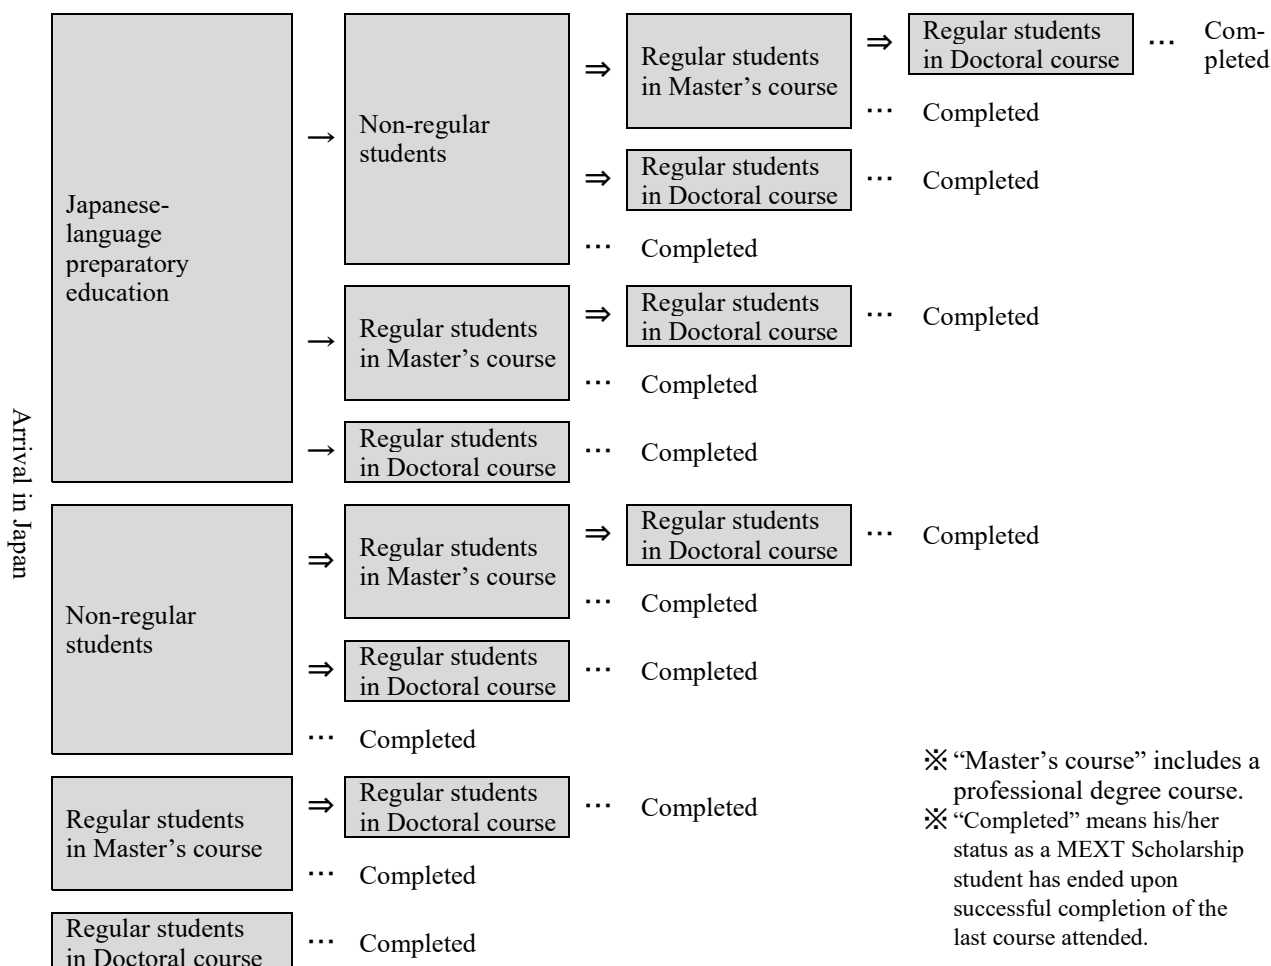 Arrival in Japan
Japanese-
language
preparatory
education
→
Non-regular
students
⇒
Regular students
in Master’s course
⇒
Regular students
in Doctoral course
…
Com-
pleted
…
Completed
⇒
Regular students
in Doctoral course
…
Completed
…
Completed
→
Regular students
in Master’s course
⇒
Regular students
in Doctoral course
…
Completed
…
Completed
→
Regular students
in Doctoral course
…
Completed
Non-regular
students
⇒
Regular students
in Master’s course
⇒
Regular students
in Doctoral course
…
Completed
…
Completed
⇒
Regular students
in Doctoral course
…
Completed
…
Completed
Regular students
in Master’s course
⇒
Regular students
in Doctoral course
…
Completed
…
Completed
Regular students
in Doctoral course
…
Completed
※ “Master’s course” includes a
professional degree course.
※ “Completed” means his/her
status as a MEXT Scholarship
student has ended upon
successful completion of the
last course attended.